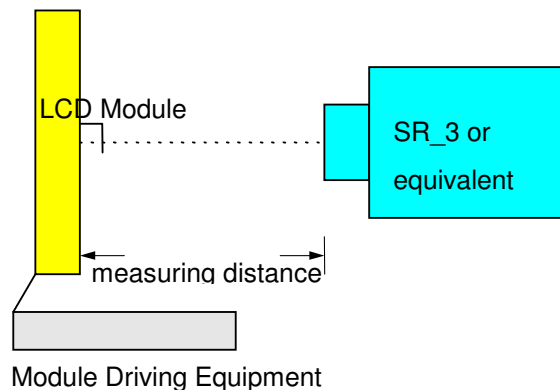 LCD Module
SR_3 or
equivalent
measuring distance
Module Driving Equipment